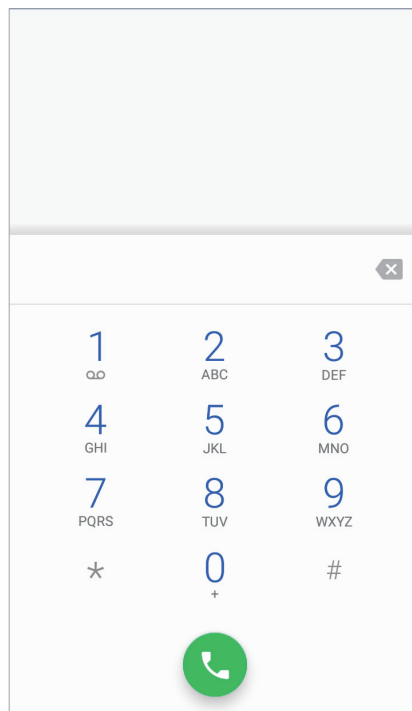 1 2 3
ABC DEF
4 5 6
GHI JKL MNO
7 8 9
PQRS TUV WXYZ
* 0 #
+